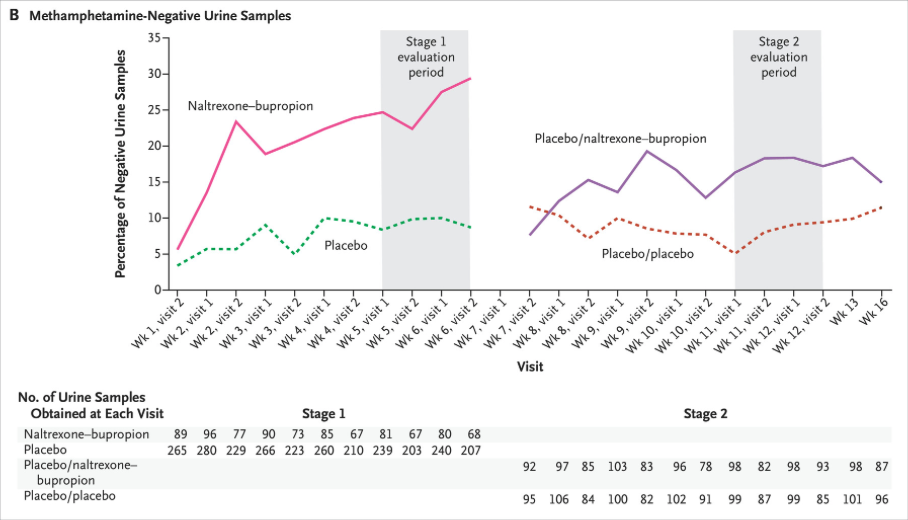 B Methamphetamine-Negative Urine Samples
Percentage of Negative Urine Samples
35
30
25
20
15
10
5
0
Stage 1
evaluation
period
Stage 2
evaluation
period
Naltrexone–bupropion
Placebo
Placebo/naltrexone–bupropion
Placebo/placebo
Wk 1, visit 2
Wk 2, visit 1
Wk 2, visit 2
Wk 3, visit 1
Wk 3, visit 2
Wk 4, visit 1
Wk 4, visit 2
Wk 5, visit 1
Wk 5, visit 2
Wk 6, visit 1
Wk 6, visit 2
Wk 7, visit 1
Wk 7, visit 2
Wk 8, visit 1
Wk 8, visit 2
Wk 9, visit 1
Wk 9, visit 2
Wk 10, visit 1
Wk 10, visit 2
Wk 11, visit 1
Wk 11, visit 2
Wk 12, visit 1
Wk 12, visit 2
Wk 13
Wk 16
Visit
No. of Urine Samples
Obtained at Each Visit Stage 1 Stage 2
Naltrexone–bupropion 89 96 77 90 73 85 67 81 67 80 68
Placebo 265 280 229 266 223 260 210 239 203 240 207
Placebo/naltrexone– 92 97 85 103 83 96 78 98 82 98 93 98 87
bupropion
Placebo/placebo 95 106 84 100 82 102 91 99 87 99 85 101 96